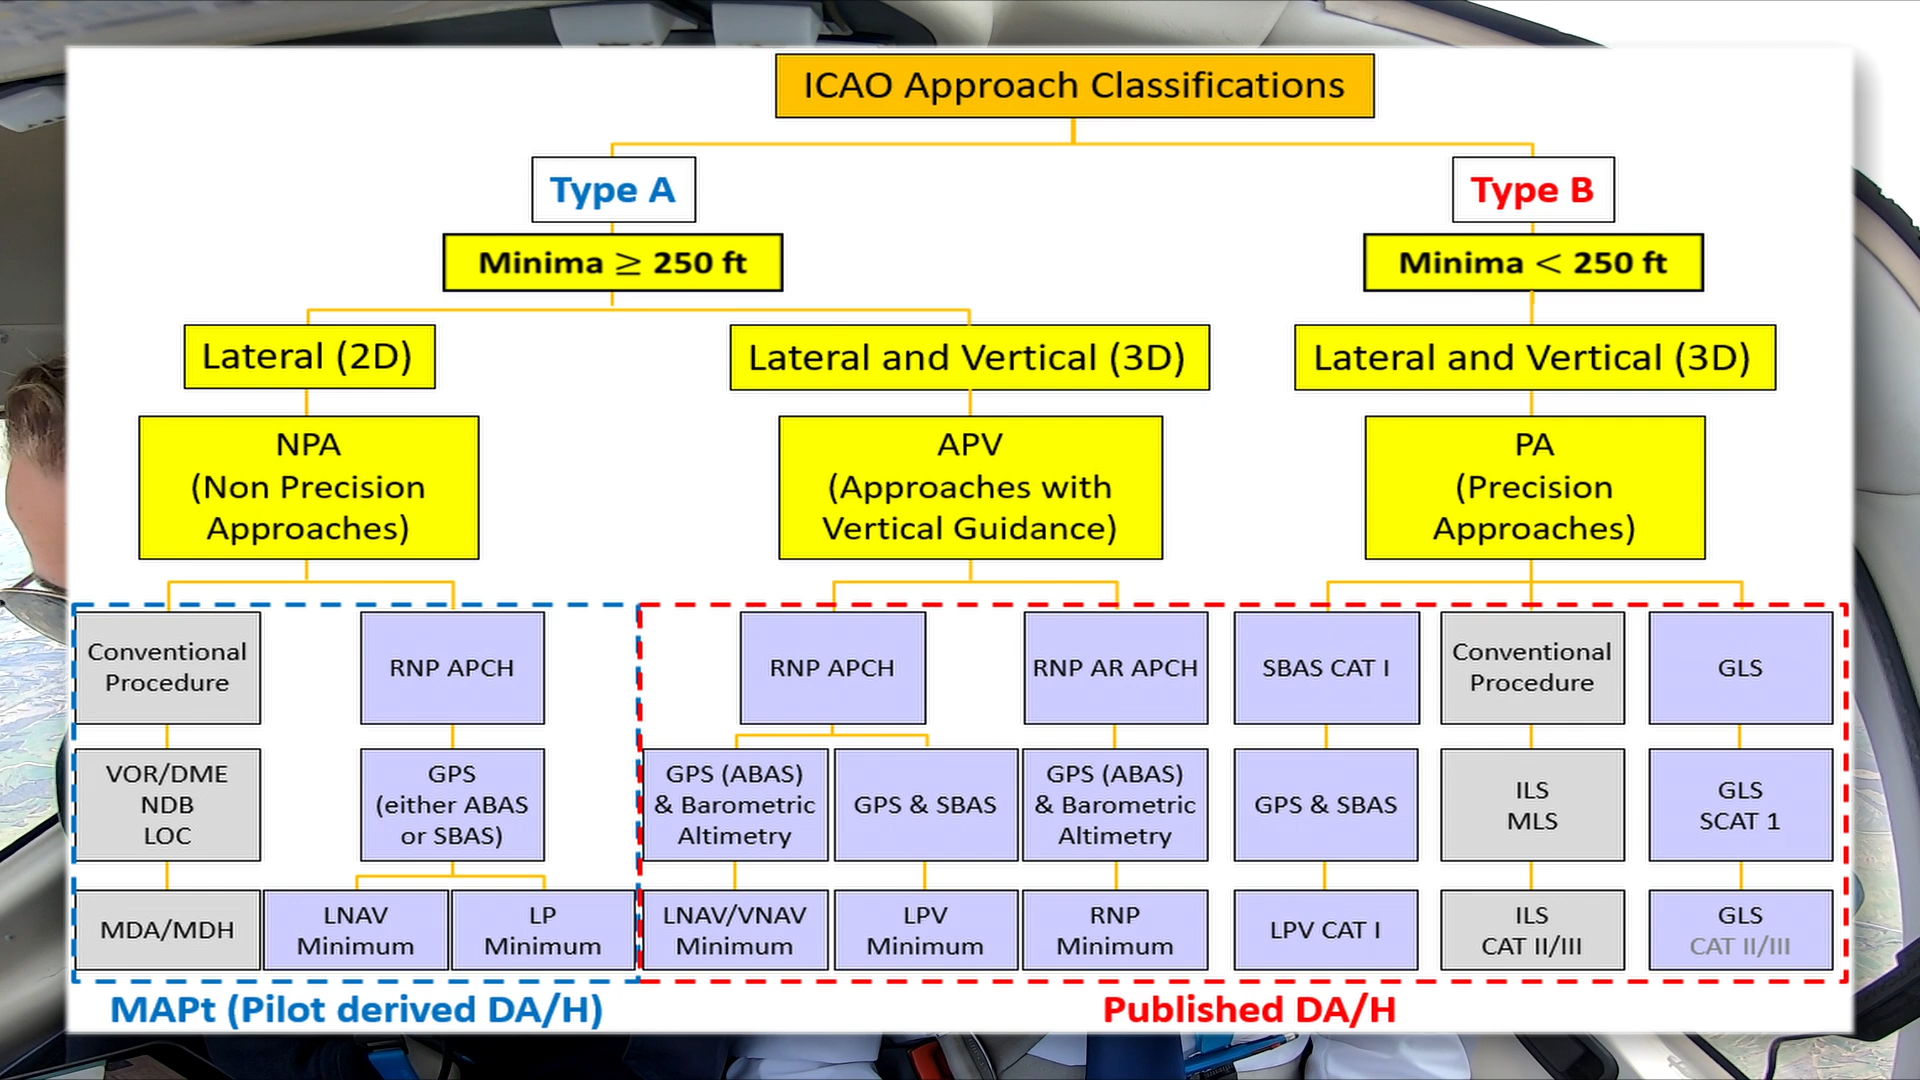 ICAO Approach Classifications
Type A
Type B
Minima ≥ 250 ft
Minima < 250 ft
Lateral (2D)
Lateral and Vertical (3D)
Lateral and Vertical (3D)
NPA
(Non Precision
Approaches)
APV
(Approaches with
Vertical Guidance)
PA
(Precision
Approaches)
Conventional
Procedure
RNP APCH
RNP APCH
RNP AR APCH
SBAS CAT I
Conventional
Procedure
GLS
VOR/DME
NDB
LOC
GPS
(either ABAS
or SBAS)
GPS (ABAS)
& Barometric
Altimetry
GPS & SBAS
GPS (ABAS)
& Barometric
Altimetry
GPS & SBAS
ILS
MLS
GLS
SCAT 1
MDA/MDH
LNAV
Minimum
LP
Minimum
LNAV/VNAV
Minimum
LPV
Minimum
RNP
Minimum
LPV CAT I
ILS
CAT II/III
GLS
CAT II/III
MAPt (Pilot derived DA/H)
Published DA/H